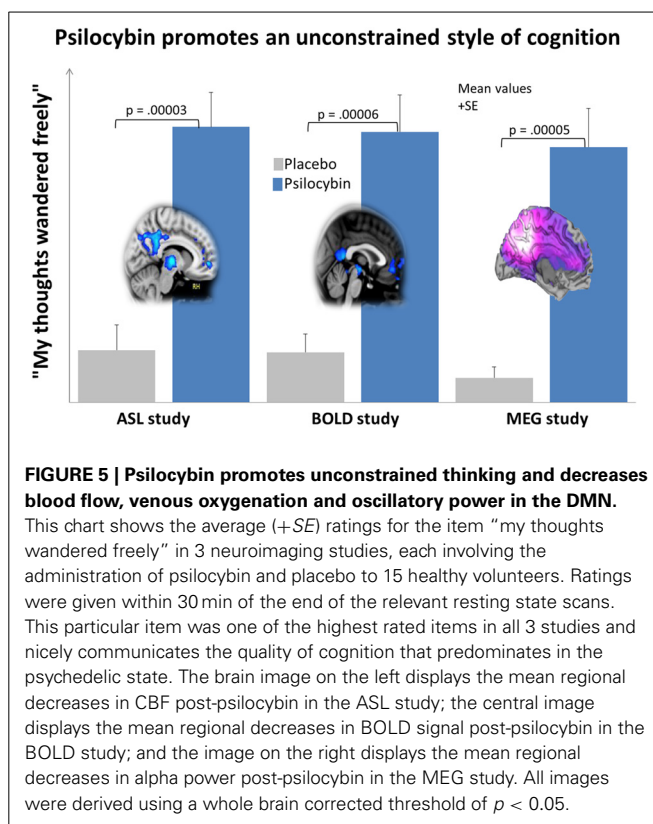 Psilocybin promotes an unconstrained style of cognition
"My thoughts wandered freely"
p = .00003
p = .00006
Mean values
+SE
p = .00005
Placebo
Psilocybin
RH
ASL study
BOLD study
MEG study
FIGURE 5 | Psilocybin promotes unconstrained thinking and decreases
blood flow, venous oxygenation and oscillatory power in the DMN.
This chart shows the average (+SE) ratings for the item “my thoughts
wandered freely” in 3 neuroimaging studies, each involving the
administration of psilocybin and placebo to 15 healthy volunteers. Ratings
were given within 30 min of the end of the relevant resting state scans.
This particular item was one of the highest rated items in all 3 studies and
nicely communicates the quality of cognition that predominates in the
psychedelic state. The brain image on the left displays the mean regional
decreases in CBF post-psilocybin in the ASL study; the central image
displays the mean regional decreases in BOLD signal post-psilocybin in the
BOLD study; and the image on the right displays the mean regional
decreases in alpha power post-psilocybin in the MEG study. All images
were derived using a whole brain corrected threshold of p < 0.05.